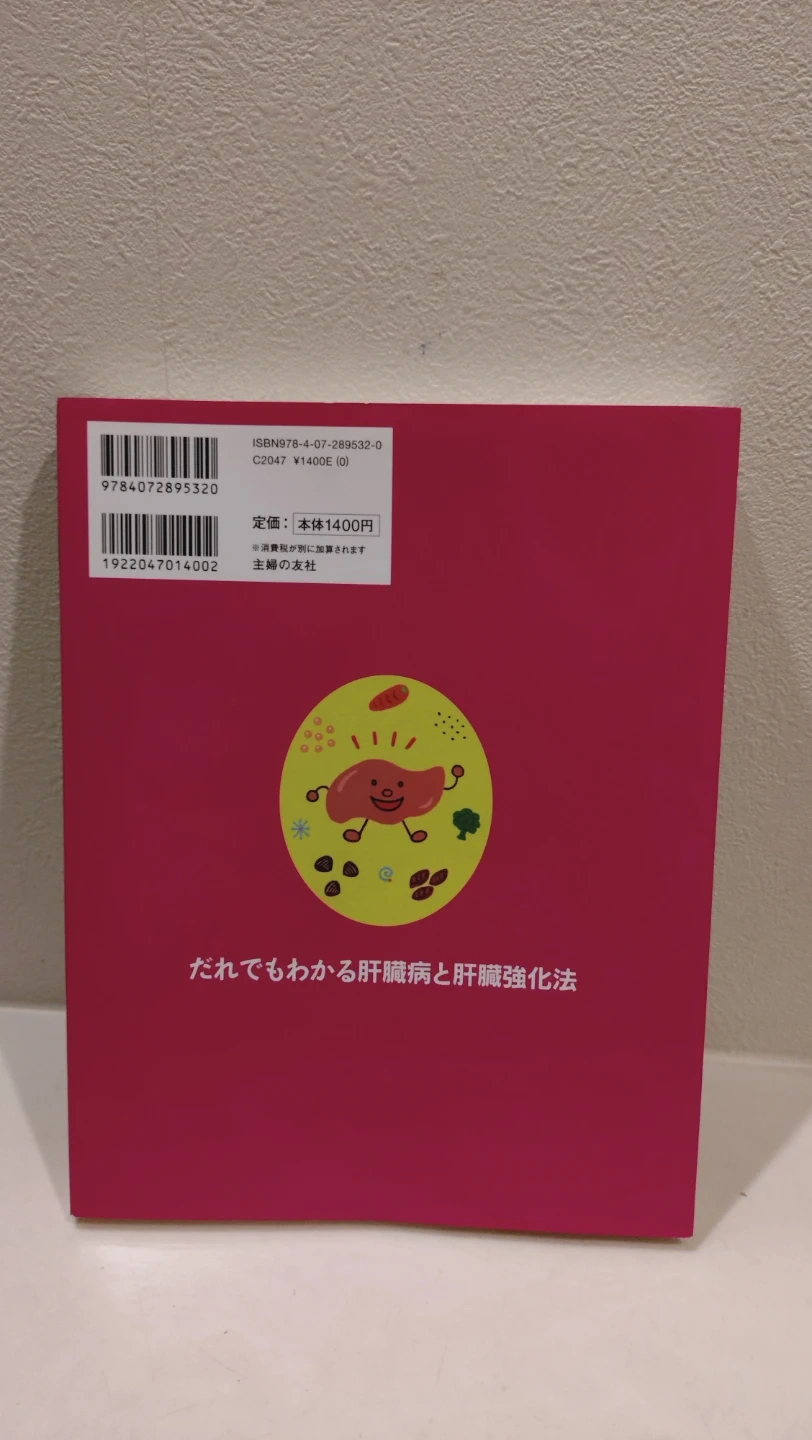 ISBN978-4-07-289532-0
C2047 ¥1400E (0)
9784072895320
定価： 本体1400円
※消費税が別に加算されます
1922047014002
主婦の友社
だれでもわかる肝臓病と肝臓強化法